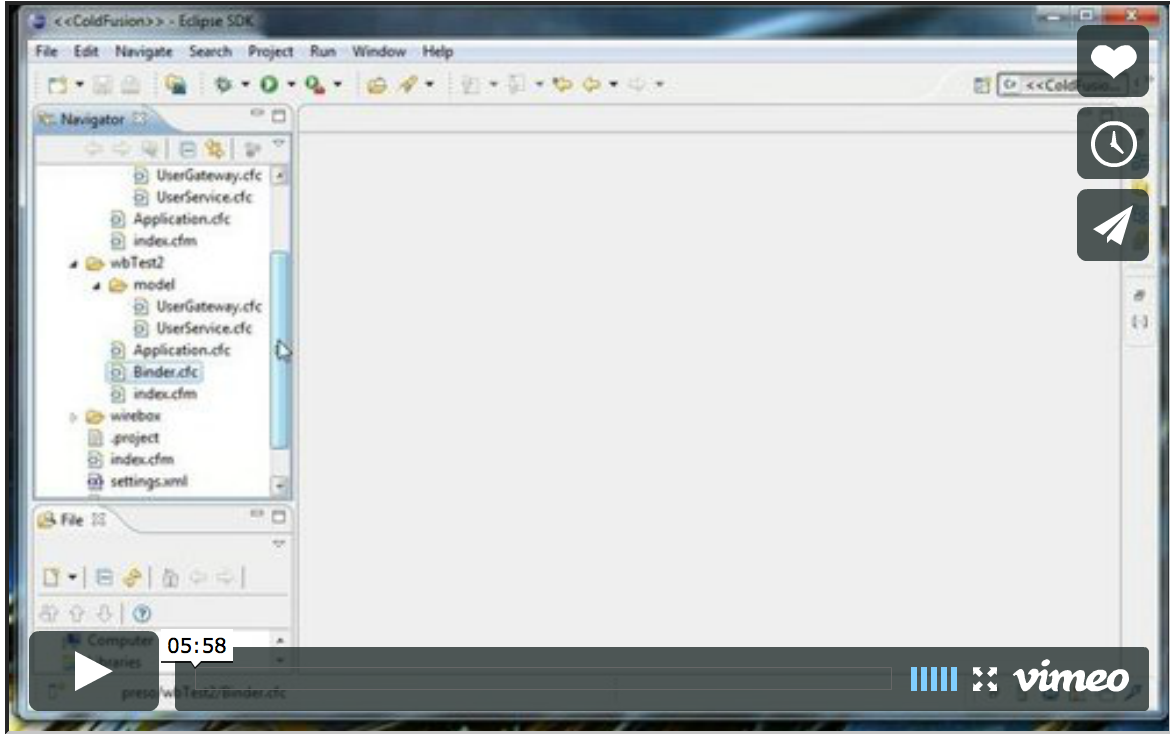 <<ColdFusion>> - Eclipse SDK
File Edit Navigate Search Project Run Window Help
<<ColdFusio...
Navigator
UserGateway.cfc
UserService.cfc
Application.cfc
index.cfm
wbTest2
model
UserGateway.cfc
UserService.cfc
Application.cfc
Binder.cfc
index.cfm
wirebox
.project
index.cfm
settings.xml
File
Computer
Libraries
05:58
vimeo
preso/wbTest2/Binder.cfc